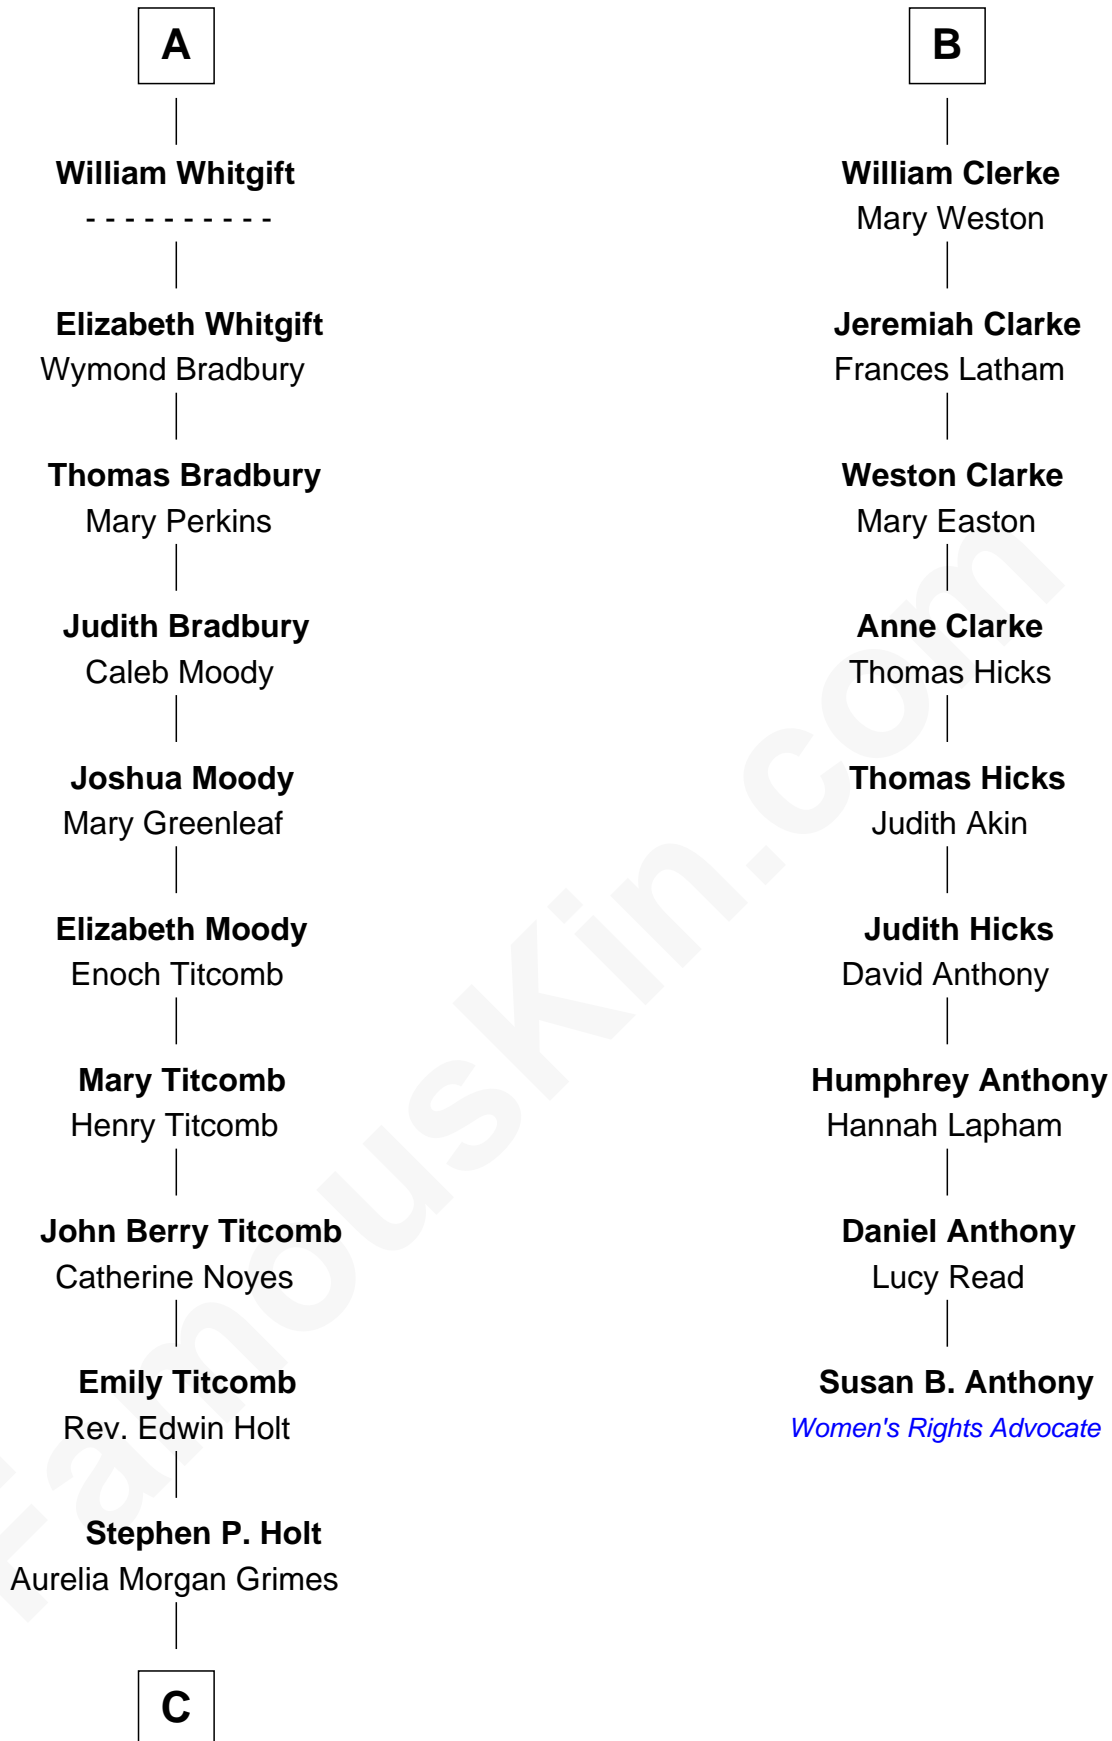 A
William Whitgift
- - - - - - - - - -
Elizabeth Whitgift
Wymond Bradbury
Thomas Bradbury
Mary Perkins
Judith Bradbury
Caleb Moody
Joshua Moody
Mary Greenleaf
Elizabeth Moody
Enoch Titcomb
Mary Titcomb
Henry Titcomb
John Berry Titcomb
Catherine Noyes
Emily Titcomb
Rev. Edwin Holt
Stephen P. Holt
Aurelia Morgan Grimes
C
B
William Clerke
Mary Weston
Jeremiah Clarke
Frances Latham
Weston Clarke
Mary Easton
Anne Clarke
Thomas Hicks
Thomas Hicks
Judith Akin
Judith Hicks
David Anthony
Humphrey Anthony
Hannah Lapham
Daniel Anthony
Lucy Read
Susan B. Anthony
Women's Rights Advocate
FamousKin.com